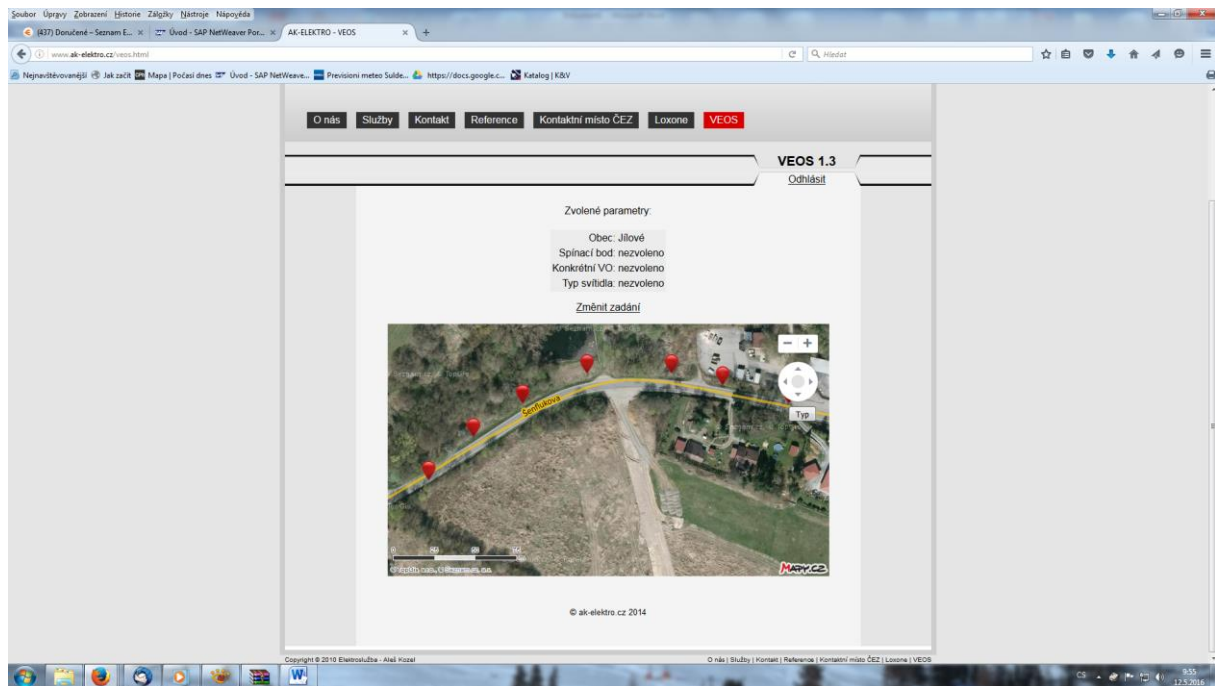 Soubor Úpravy Zobrazení Historie Záložky Nástroje Nápověda
(437) Doručené – Seznam E... × Úvod - SAP NetWeaver Por... × AK-ELEKTRO - VEOS × +
www.ak-elektro.cz/veos.html Hledat
Nejnavštěvovanější Jak začít Mapa | Počasí dnes Úvod - SAP NetWeave... Previsioni meteo Sulde... https://docs.google.c... Katalog | K&V
O nás Služby Kontakt Reference Kontaktní místo ČEZ Loxone VEOS
VEOS 1.3
Odhlásit
Zvolené parametry:
Obec: Jílové
Spínací bod: nezvoleno
Konkrétní VO: nezvoleno
Typ svítidla: nezvoleno
Změnit zadání
Typ
Šenflukova
MAPY.CZ
© ak-elektro.cz 2014
Copyright © 2010 Elektroslužba - Aleš Kozel O nás | Služby | Kontakt | Reference | Kontaktní místo ČEZ | Loxone | VEOS
CS 9:55
12.5.2016